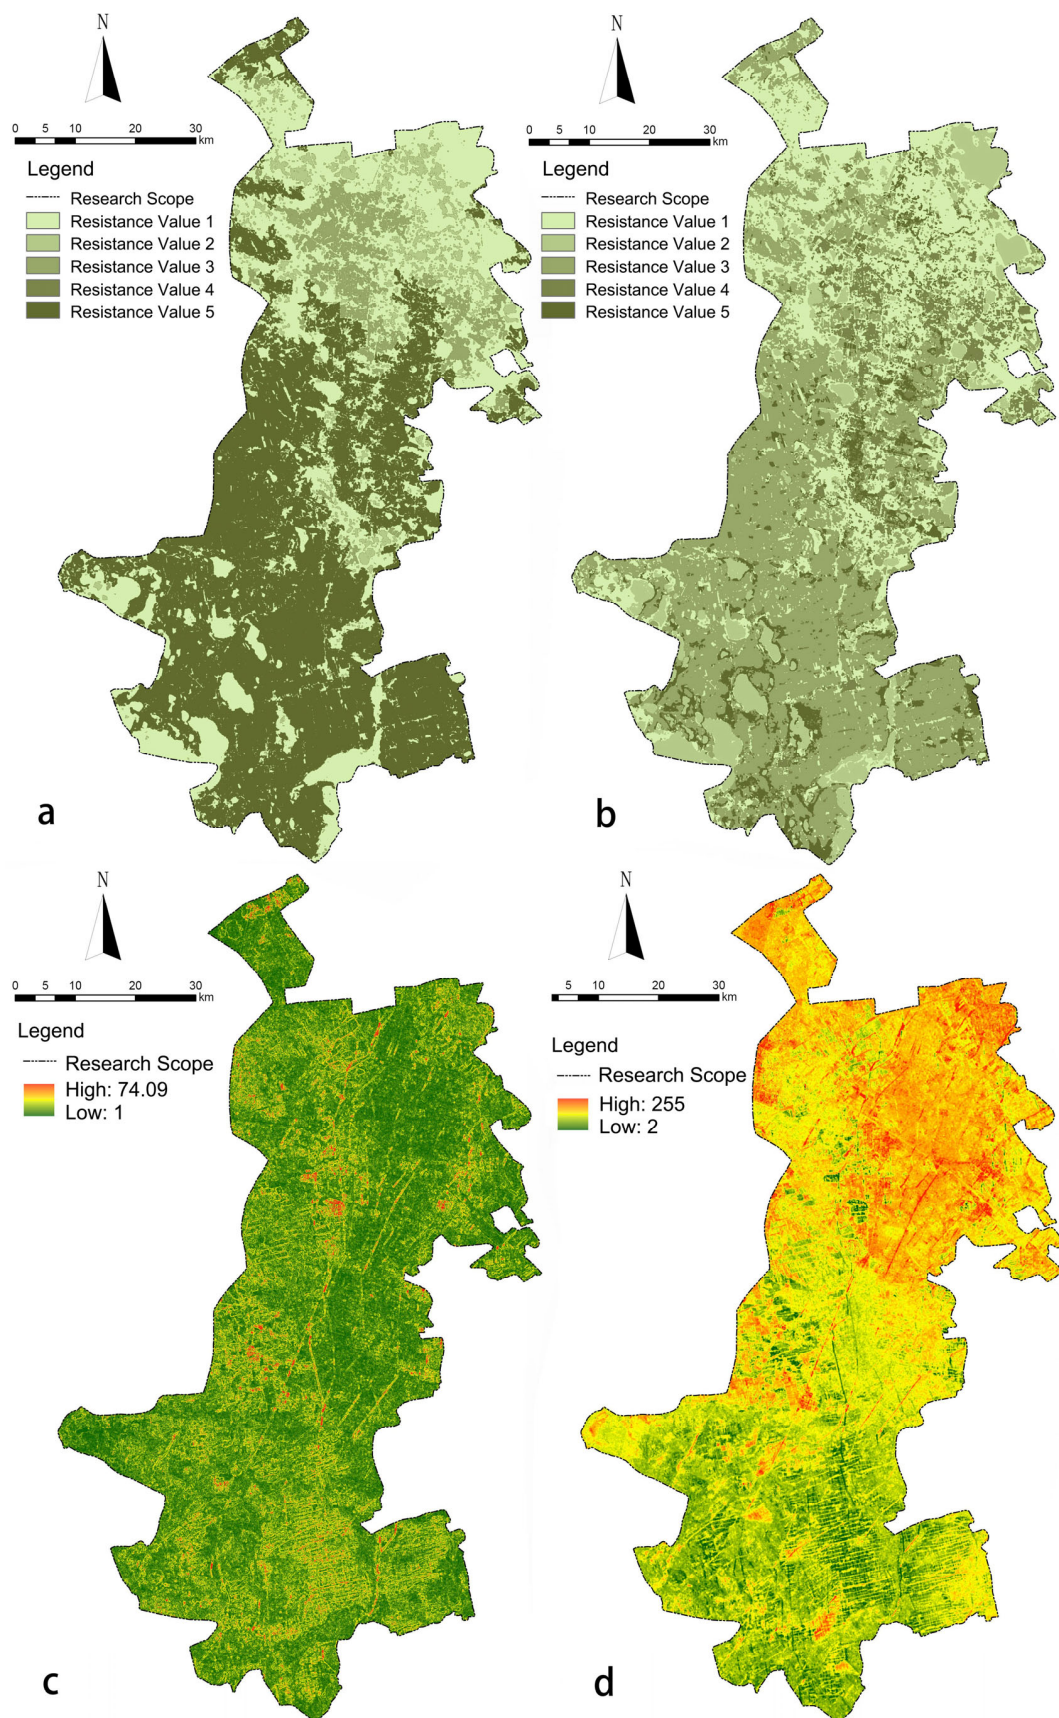 N
0 5 10 20 30
km
Legend
Research Scope
Resistance Value 1
Resistance Value 2
Resistance Value 3
Resistance Value 4
Resistance Value 5
a
N
0 5 10 20 30
km
Legend
Research Scope
Resistance Value 1
Resistance Value 2
Resistance Value 3
Resistance Value 4
Resistance Value 5
b
N
0 5 10 20 30
km
Legend
Research Scope
High: 74.09
Low: 1
c
N
5 10 20 30
km
Legend
Research Scope
High: 255
Low: 2
d